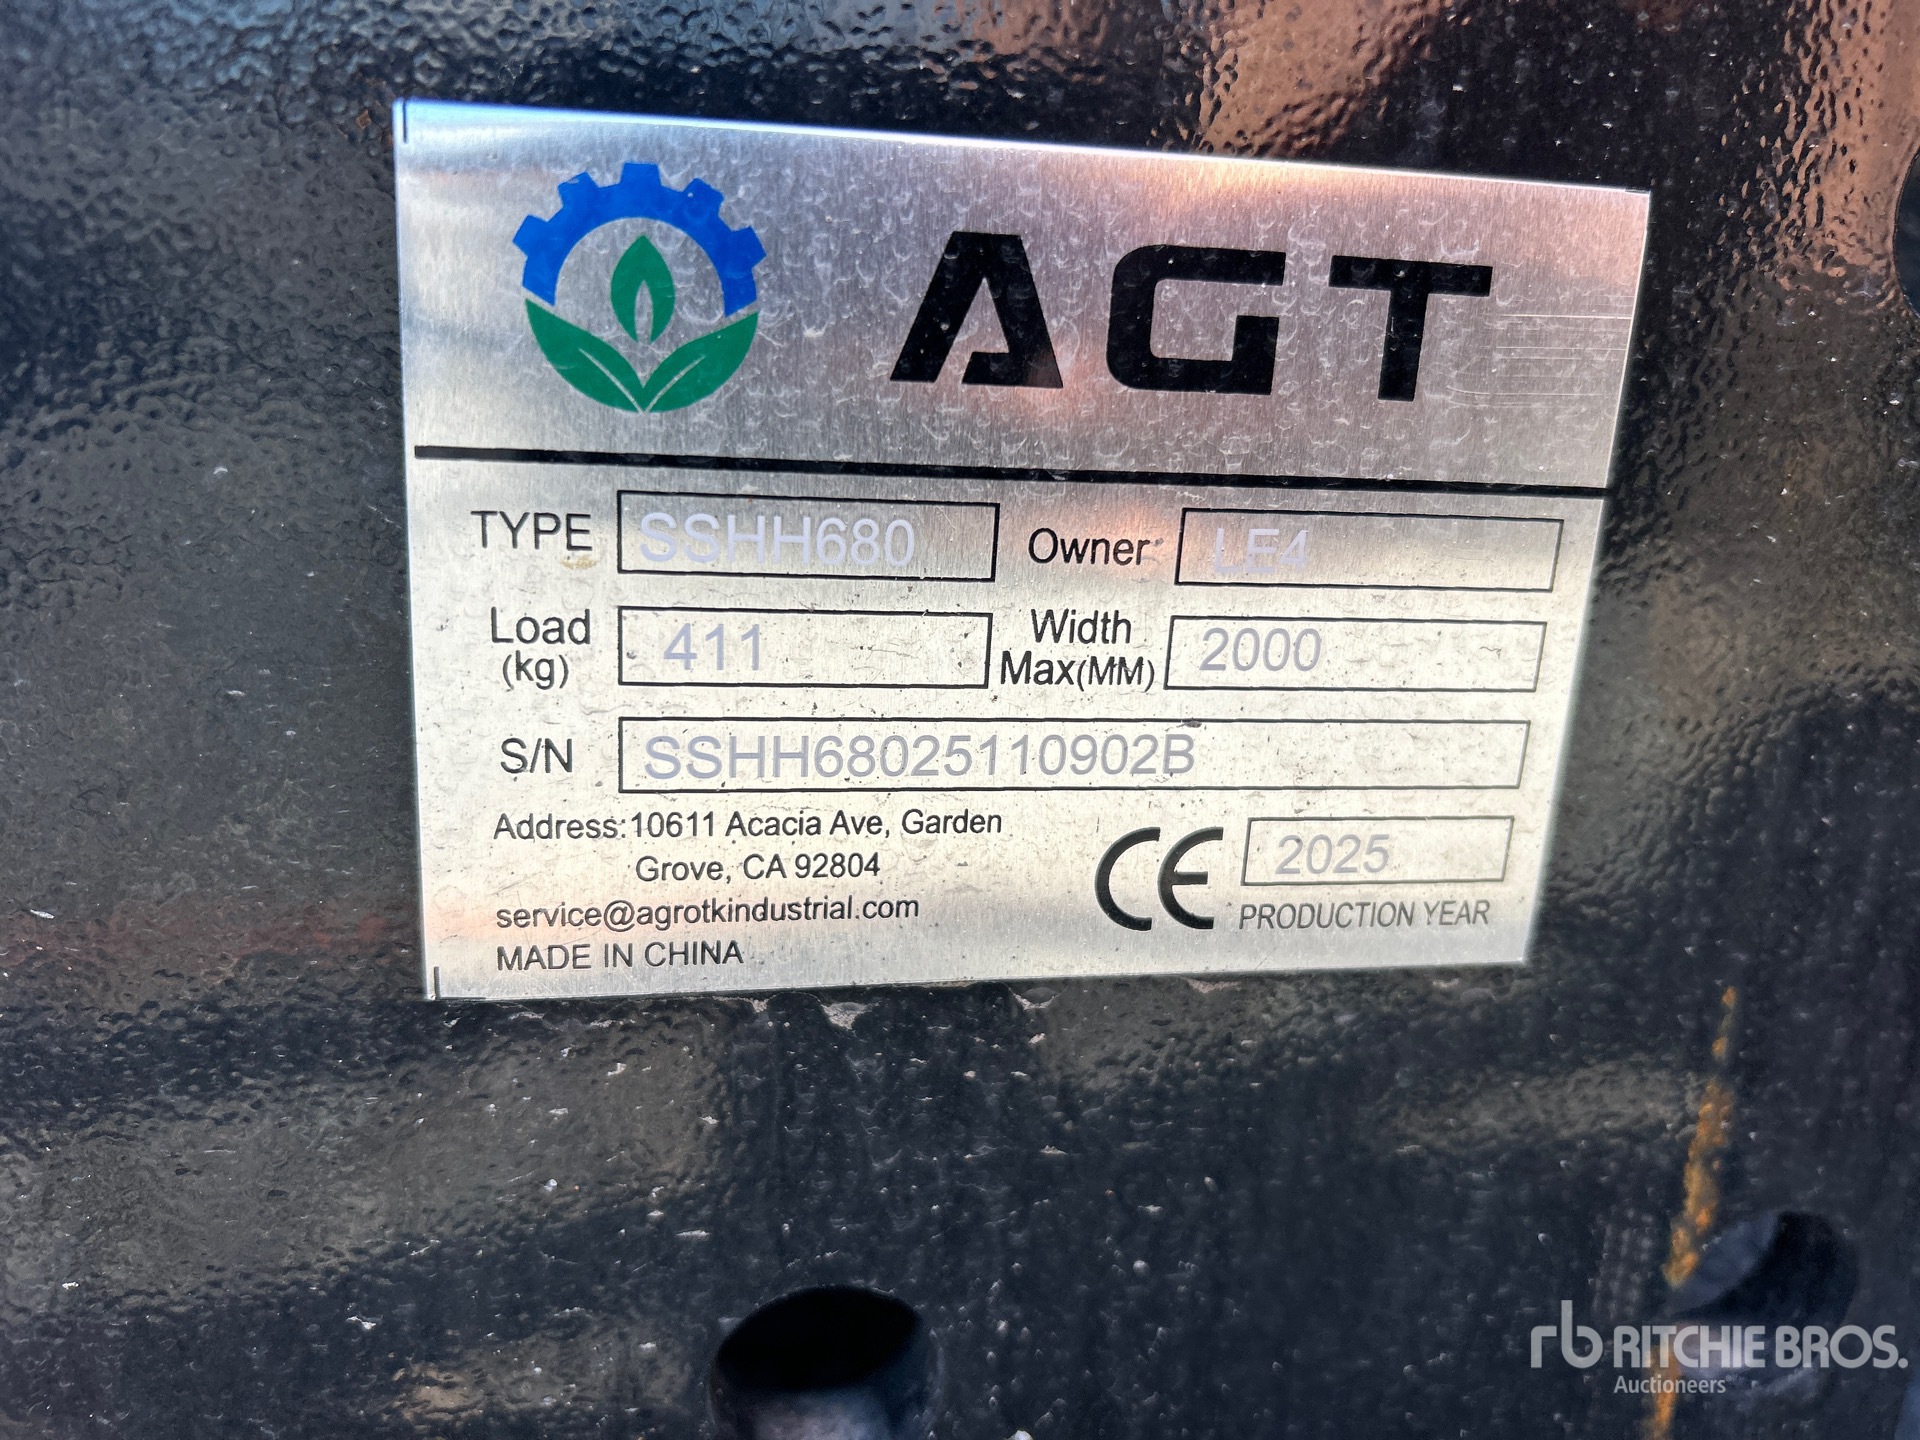 AGT
TYPE SSHH680 Owner LE4
Load (kg) 411 Width Max(MM) 2000
S/N SSHH68025110902B
Address:10611 Acacia Ave, Garden
Grove, CA 92804
service@agrotkindustrial.com
MADE IN CHINA
CE 2025
PRODUCTION YEAR
rb RITCHIE BROS.
Auctioneers